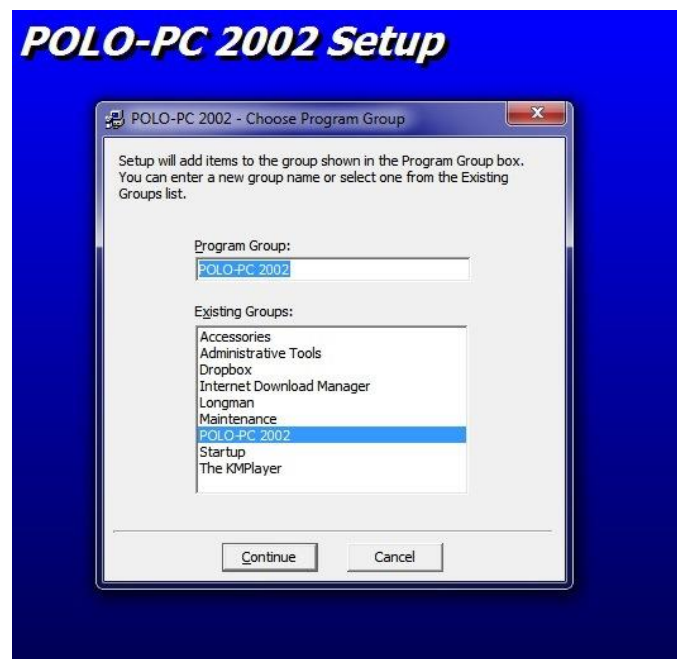 POLO-PC 2002 Setup
POLO-PC 2002 - Choose Program Group
Setup will add items to the group shown in the Program Group box.
You can enter a new group name or select one from the Existing
Groups list.
Program Group:
POLO-PC 2002
Existing Groups:
Accessories
Administrative Tools
Dropbox
Internet Download Manager
Longman
Maintenance
POLO-PC 2002
Startup
The KMPlayer
Continue
Cancel